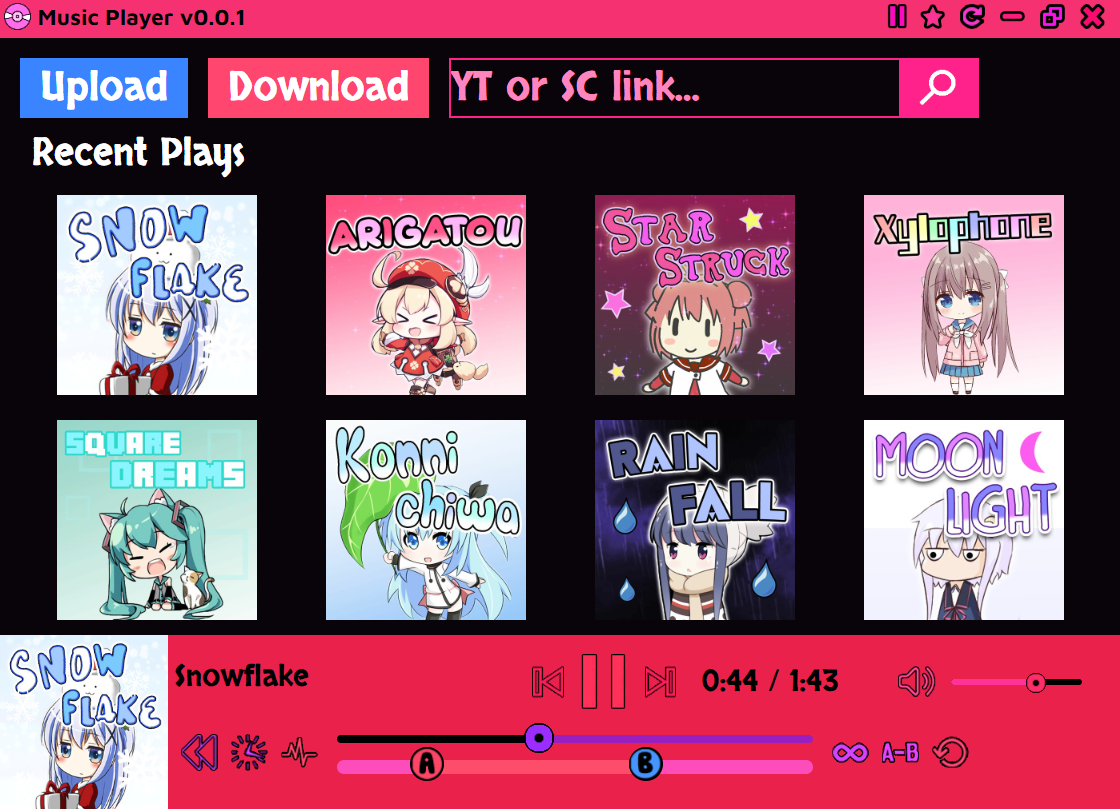 Music Player v0.0.1
Upload
Download
YT or SC link...
Recent Plays
SNOW
FLAKE
ARIGATOU
STAR
STRUCK
Xylophone
SQUARE
DREAMS
Konni
chiwa
RAIN
FALL
MOON
LIGHT
SNOW
FLAKE
Snowflake
0:44 / 1:43
A
B
A-B